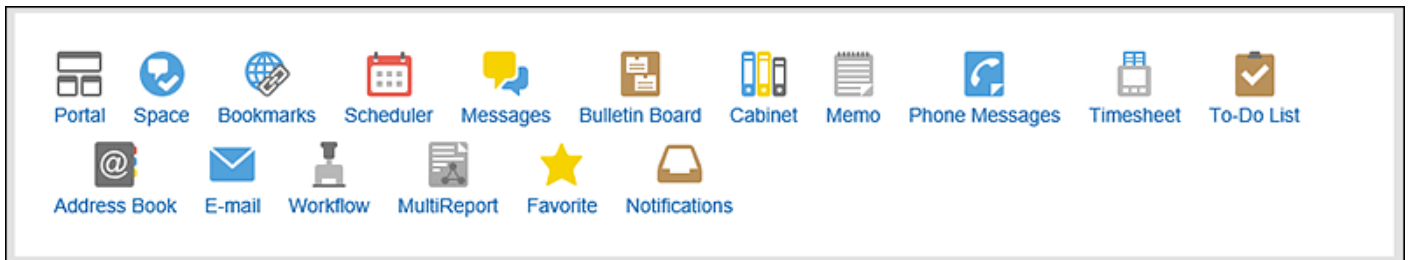 Portal Space Bookmarks Scheduler Messages Bulletin Board Cabinet Memo Phone Messages Timesheet To-Do List
Address Book E-mail Workflow MultiReport Favorite Notifications